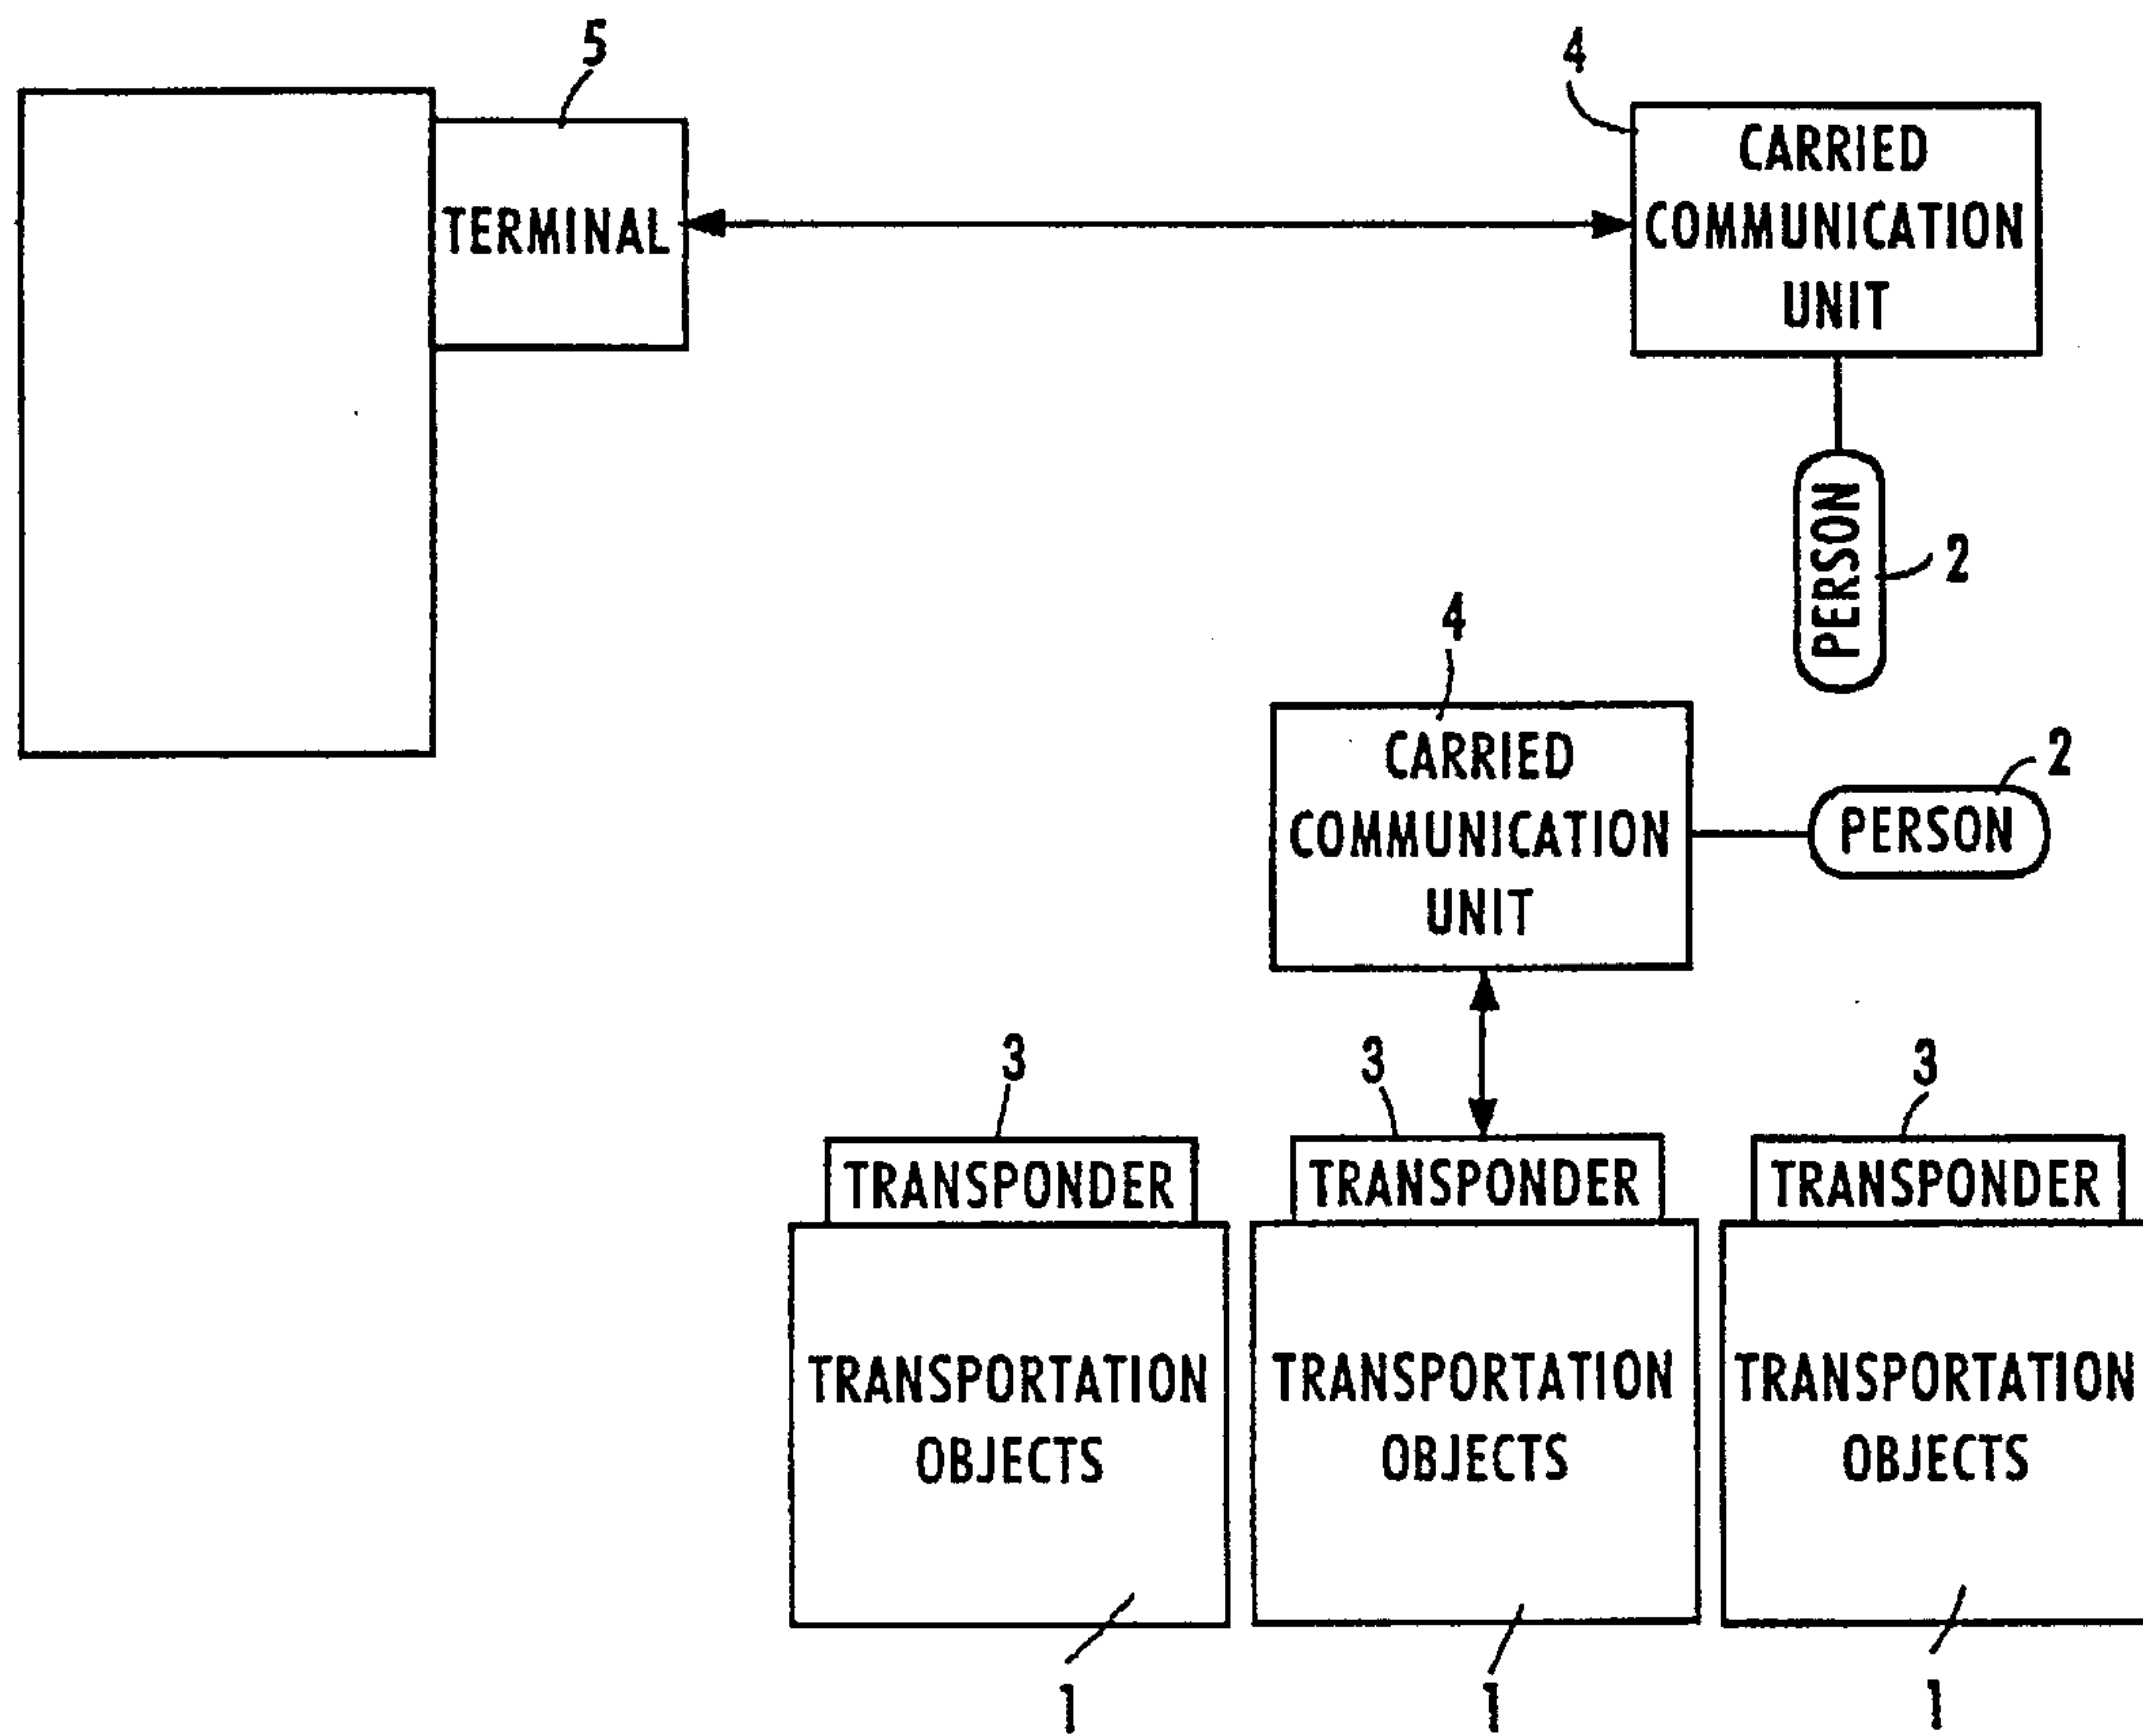 5
4
TERMINAL
CARRIED
COMMUNICATION
UNIT
PERSON
2
4
CARRIED
COMMUNICATION
UNIT
2
PERSON
3
3
3
TRANSPONDER
TRANSPONDER
TRANSPONDER
TRANSPORTATION
OBJECTS
TRANSPORTATION
OBJECTS
TRANSPORTATION
OBJECTS
1
1
1